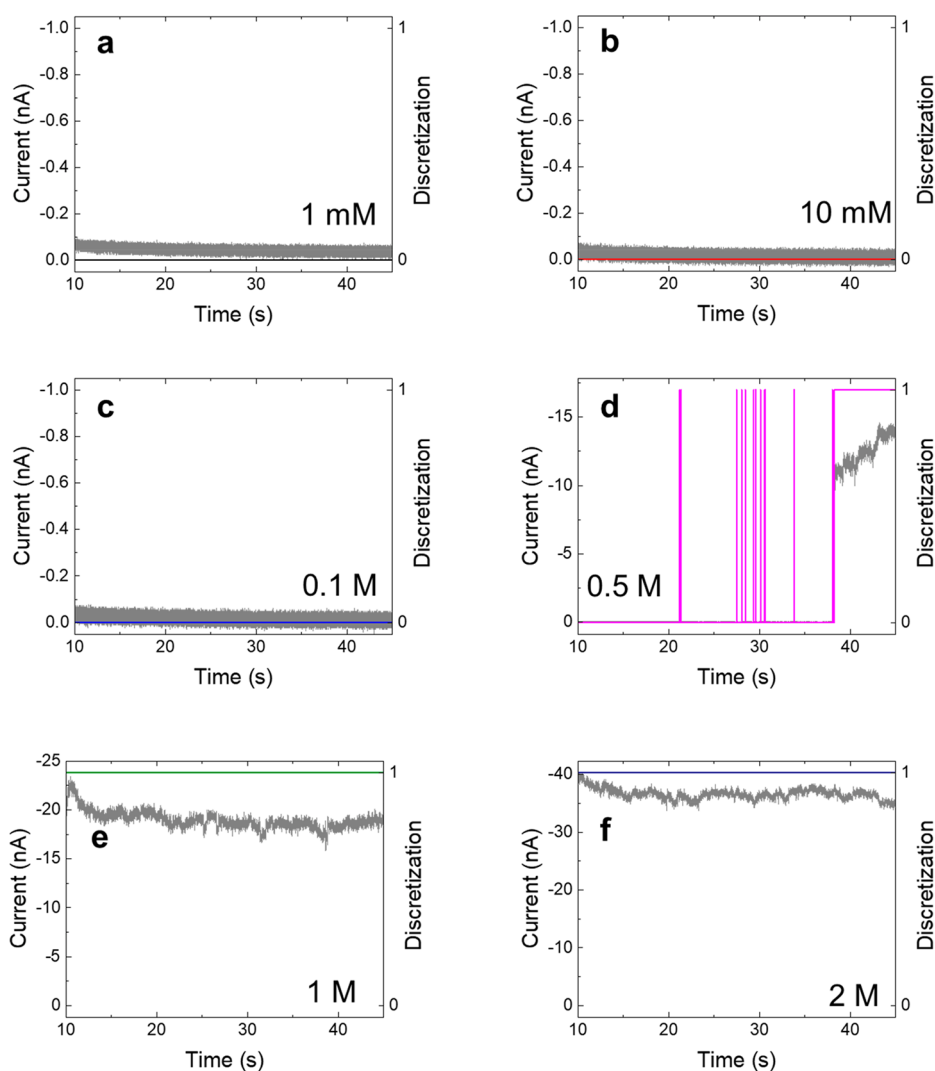 a
Current (nA)
-1.0
-0.8
-0.6
-0.4
-0.2
0.0
1 mM
1
0
Discretization
10 20 30 40
Time (s)
b
Current (nA)
-1.0
-0.8
-0.6
-0.4
-0.2
0.0
10 mM
1
0
Discretization
10 20 30 40
Time (s)
c
Current (nA)
-1.0
-0.8
-0.6
-0.4
-0.2
0.0
0.1 M
1
0
Discretization
10 20 30 40
Time (s)
d
Current (nA)
-15
-10
-5
0
0.5 M
1
0
Discretization
10 20 30 40
Time (s)
e
Current (nA)
-25
-20
-15
-10
-5
0
1 M
1
0
Discretization
10 20 30 40
Time (s)
f
Current (nA)
-40
-30
-40
-20
-10
0
2 M
1
0
Discretization
10 20 30 40
Time (s)